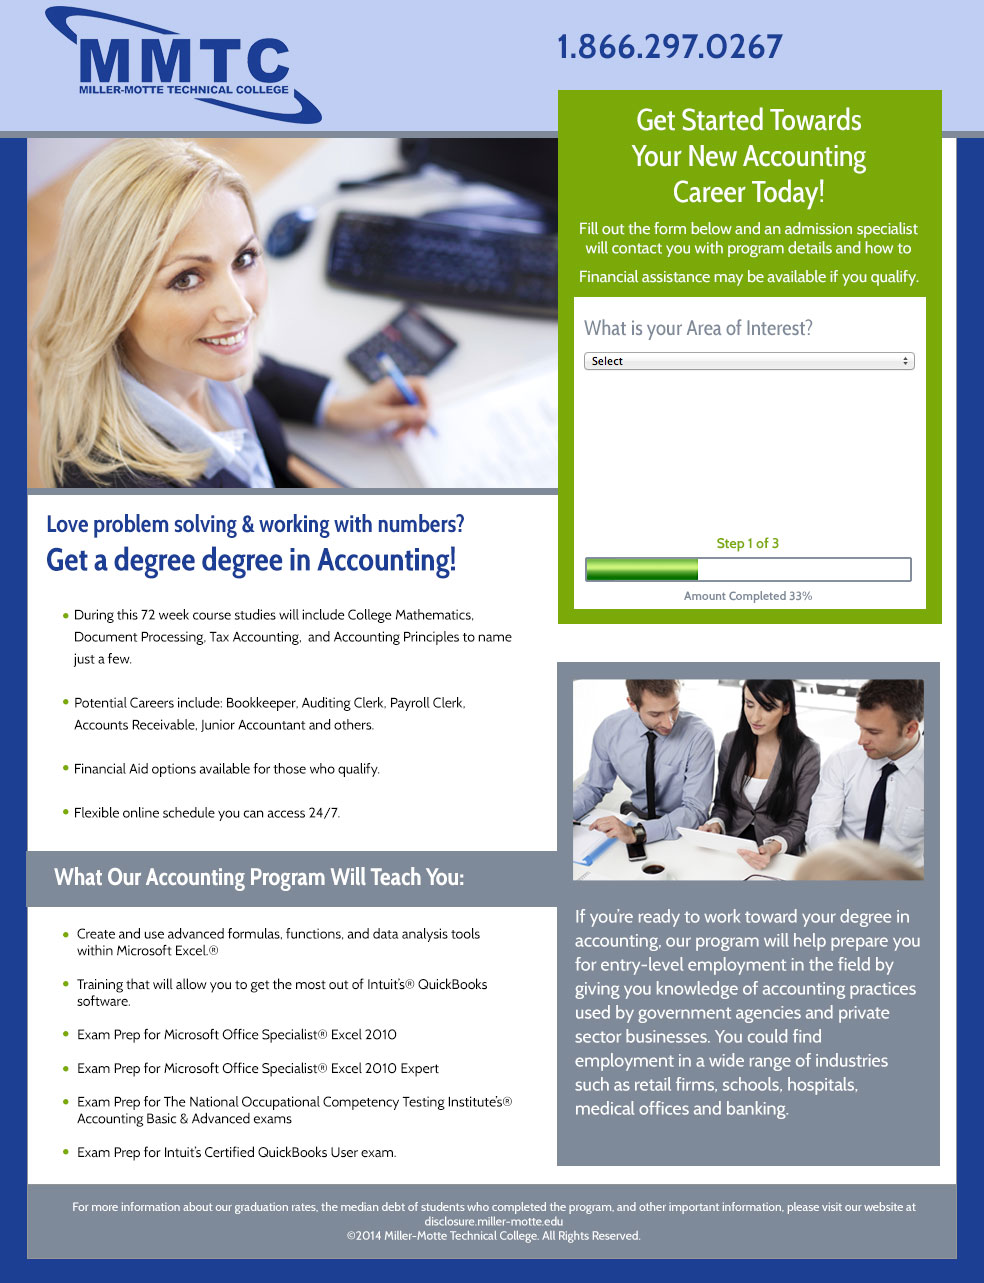 MMTC
MILLER-MOTTE TECHNICAL COLLEGE
1.866.297.0267
Get Started Towards
Your New Accounting
Career Today!
Fill out the form below and an admission specialist
will contact you with program details and how to
Financial assistance may be available if you qualify.
What is your Area of Interest?
Select
Step 1 of 3
Amount Completed 33%
Love problem solving & working with numbers?
Get a degree degree in Accounting!
• During this 72 week course studies will include College Mathematics,
Document Processing, Tax Accounting, and Accounting Principles to name
just a few.
• Potential Careers include: Bookkeeper, Auditing Clerk, Payroll Clerk,
Accounts Receivable, Junior Accountant and others.
• Financial Aid options available for those who qualify.
• Flexible online schedule you can access 24/7.
What Our Accounting Program Will Teach You:
• Create and use advanced formulas, functions, and data analysis tools
within Microsoft Excel.®
• Training that will allow you to get the most out of Intuit's® QuickBooks
software.
• Exam Prep for Microsoft Office Specialist® Excel 2010
• Exam Prep for Microsoft Office Specialist® Excel 2010 Expert
• Exam Prep for The National Occupational Competency Testing Institute's®
Accounting Basic & Advanced exams
• Exam Prep for Intuit's Certified QuickBooks User exam.
If you're ready to work toward your degree in
accounting, our program will help prepare you
for entry-level employment in the field by
giving you knowledge of accounting practices
used by government agencies and private
sector businesses. You could find
employment in a wide range of industries
such as retail firms, schools, hospitals,
medical offices and banking.
For more information about our graduation rates, the median debt of students who completed the program, and other important information, please visit our website at
disclosure.miller-motte.edu
©2014 Miller-Motte Technical College. All Rights Reserved.